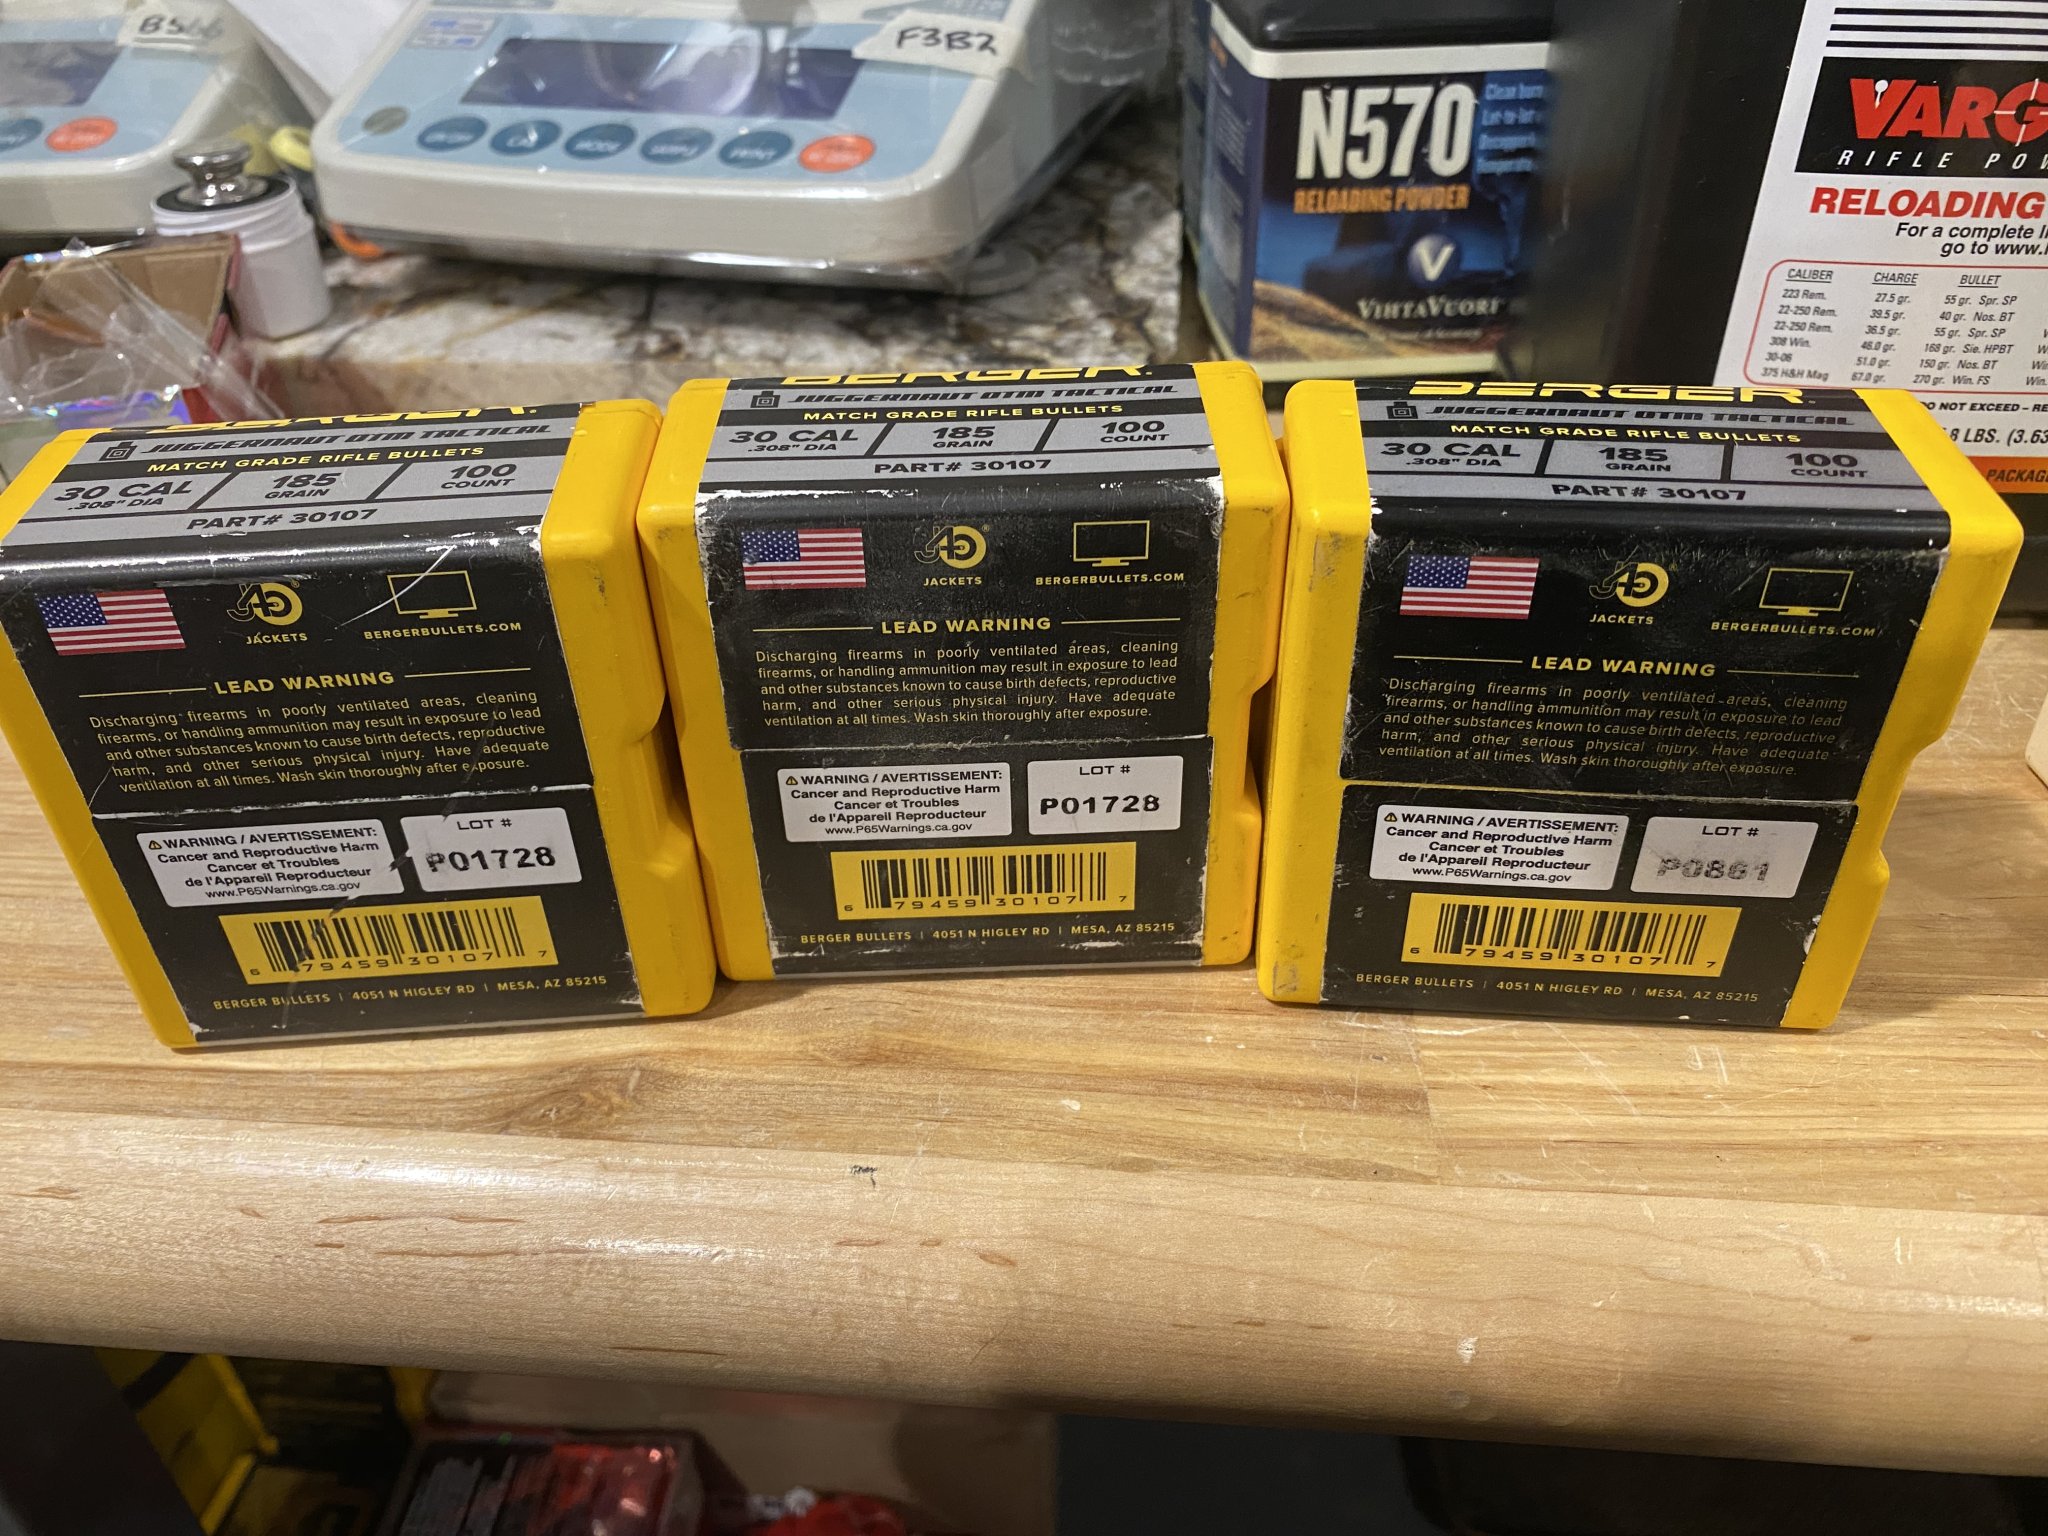 B566
F3B2
N570
RELOADING POWDER
VIHTAVUORI
VARG
RIFLE POW
RELOADING
For a complete li
go to www.h
CALIBER CHARGE BULLET
223 Rem. 27.5 gr. 55 gr. Spr. SP
22-250 Rem. 39.5 gr. 40 gr. Nos. BT
22-250 Rem. 36.5 gr. 55 gr. Spr. SP
308 Win. 46.0 gr. 168 gr. Sie. HPBT
30-06 51.0 gr. 150 gr. Nos. BT
375 H&H Mag 67.0 gr. 270 gr. Win. FS
DO NOT EXCEED – RE
8 LBS. (3.63
PACKAG
BERGER.
JUGGERNAUT OTM TACTICAL
MATCH GRADE RIFLE BULLETS
30 CAL 185 100
.308" DIA GRAIN COUNT
PART# 30107
J4 ®
JACKETS
BERGERBULLETS.COM
LEAD WARNING
Discharging firearms in poorly ventilated areas, cleaning
firearms, or handling ammunition may result in exposure to lead
and other substances known to cause birth defects, reproductive
harm, and other serious physical injury. Have adequate
ventilation at all times. Wash skin thoroughly after exposure.
WARNING / AVERTISSEMENT:
Cancer and Reproductive Harm
Cancer et Troubles
de l'Appareil Reproducteur
www.P65Warnings.ca.gov
LOT #
P01728
6 79459 30107 7
BERGER BULLETS | 4051 N HIGLEY RD | MESA, AZ 85215
BERGER.
JUGGERNAUT OTM TACTICAL
MATCH GRADE RIFLE BULLETS
30 CAL 185 100
.308" DIA GRAIN COUNT
PART# 30107
J4 ®
JACKETS
BERGERBULLETS.COM
LEAD WARNING
Discharging firearms in poorly ventilated areas, cleaning
firearms, or handling ammunition may result in exposure to lead
and other substances known to cause birth defects, reproductive
harm, and other serious physical injury. Have adequate
ventilation at all times. Wash skin thoroughly after exposure.
WARNING / AVERTISSEMENT:
Cancer and Reproductive Harm
Cancer et Troubles
de l'Appareil Reproducteur
www.P65Warnings.ca.gov
LOT #
P01728
6 79459 30107 7
BERGER BULLETS | 4051 N HIGLEY RD | MESA, AZ 85215
BERGER.
JUGGERNAUT OTM TACTICAL
MATCH GRADE RIFLE BULLETS
30 CAL 185 100
.308" DIA GRAIN COUNT
PART# 30107
J4 ®
JACKETS
BERGERBULLETS.COM
LEAD WARNING
Discharging firearms in poorly ventilated areas, cleaning
firearms, or handling ammunition may result in exposure to lead
and other substances known to cause birth defects, reproductive
harm, and other serious physical injury. Have adequate
ventilation at all times. Wash skin thoroughly after exposure.
WARNING / AVERTISSEMENT:
Cancer and Reproductive Harm
Cancer et Troubles
de l'Appareil Reproducteur
www.P65Warnings.ca.gov
LOT #
P0861
6 79459 30107 7
BERGER BULLETS | 4051 N HIGLEY RD | MESA, AZ 85215